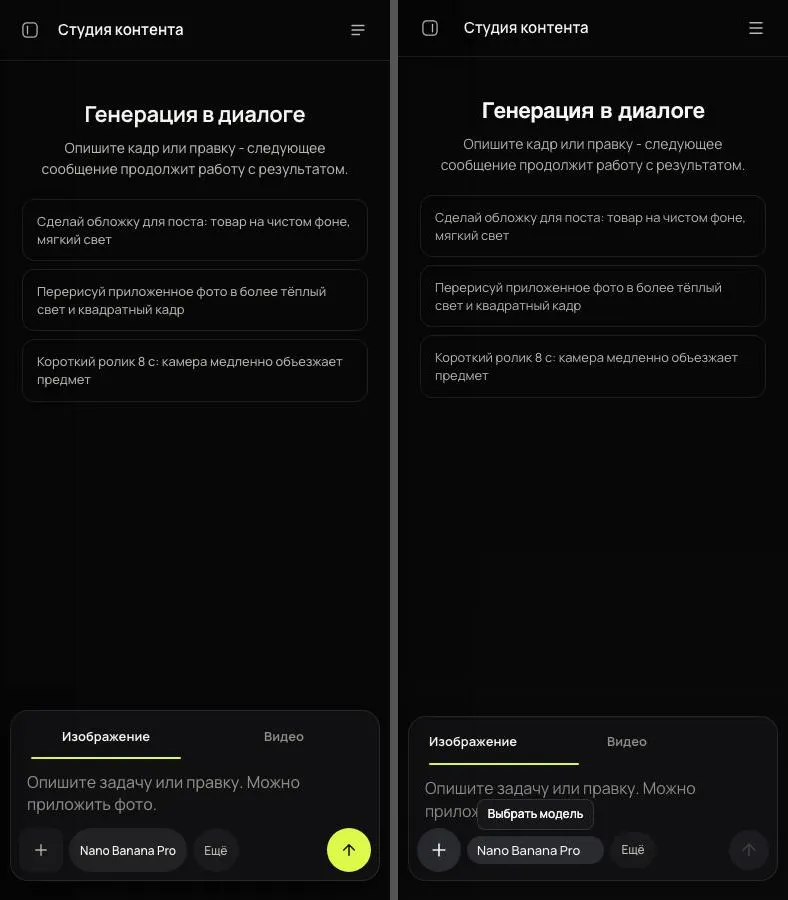 Студия контента
Генерация в диалоге
Опишите кадр или правку - следующее
сообщение продолжит работу с результатом.
Сделай обложку для поста: товар на чистом фоне,
мягкий свет
Перерисуй приложенное фото в более тёплый
свет и квадратный кадр
Короткий ролик 8 с: камера медленно объезжает
предмет
Изображение
Видео
Опишите задачу или правку. Можно
приложить фото.
Nano Banana Pro
Ещё
Студия контента
Генерация в диалоге
Опишите кадр или правку - следующее
сообщение продолжит работу с результатом.
Сделай обложку для поста: товар на чистом фоне,
мягкий свет
Перерисуй приложенное фото в более тёплый
свет и квадратный кадр
Короткий ролик 8 с: камера медленно объезжает
предмет
Изображение
Видео
Опишите задачу или правку. Можно
Выбрать модель
Nano Banana Pro
Ещё